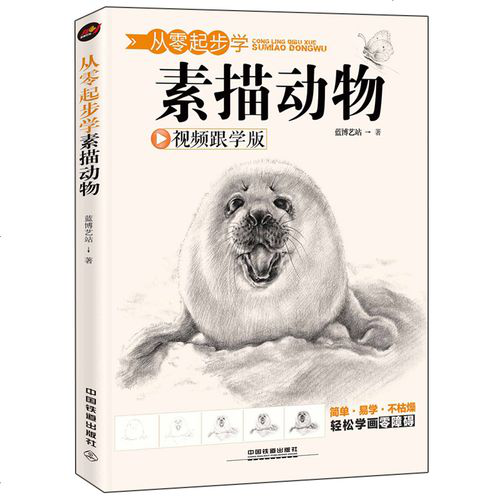 从零起步学
CONG LING QIBU XUE
SUMIAO DONGWU
素描动物
视频跟学版
蓝博艺站 著
简单·易学·不枯燥
轻松学画零障碍
中国铁道出版社
从零起步学素描动物
蓝博艺站 著
中国铁道出版社